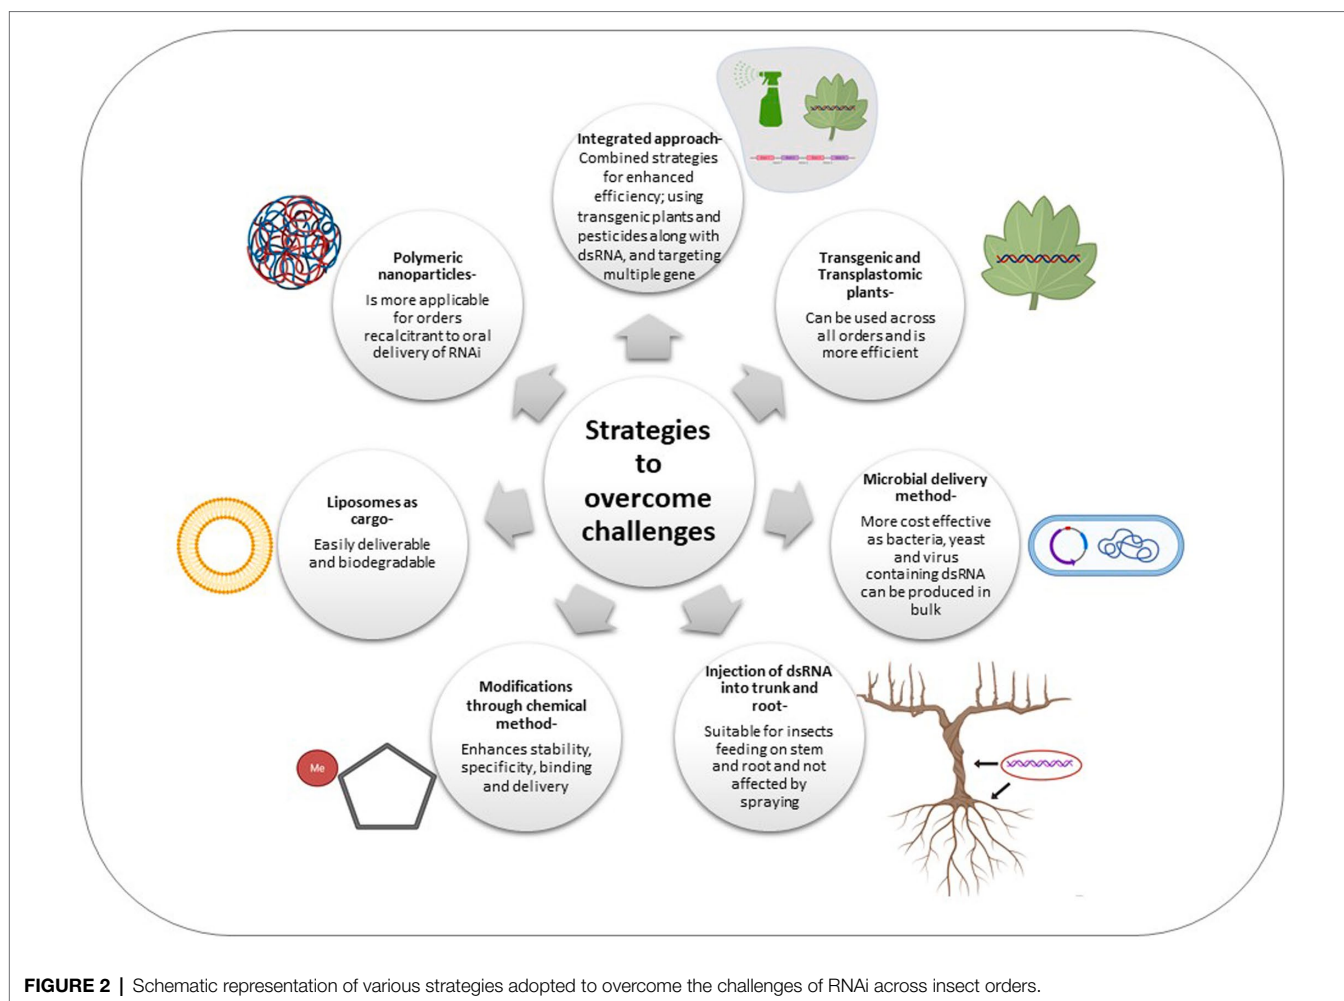 Integrated approach-
Combined strategies
for enhanced
efficiency; using
transgenic plants and
pesticides along with
dsRNA, and targeting
multiple gene
Transgenic and
Transplastomic
plants-
Can be used across
all orders and is
more efficient
Microbial delivery
method-
More cost effective
as bacteria, yeast
and virus
containing dsRNA
can be produced in
bulk
Injection of dsRNA
into trunk and
root-
Suitable for insects
feeding on stem
and root and not
affected by
spraying
Modifications
through chemical
method-
Enhances stability,
specificity, binding
and delivery
Me
Liposomes as
cargo-
Easily deliverable
and biodegradable
Polymeric
nanoparticles-
Is more applicable
for orders
recalcitrant to oral
delivery of RNAi
Strategies
to
overcome
challenges
FIGURE 2 | Schematic representation of various strategies adopted to overcome the challenges of RNAi across insect orders.